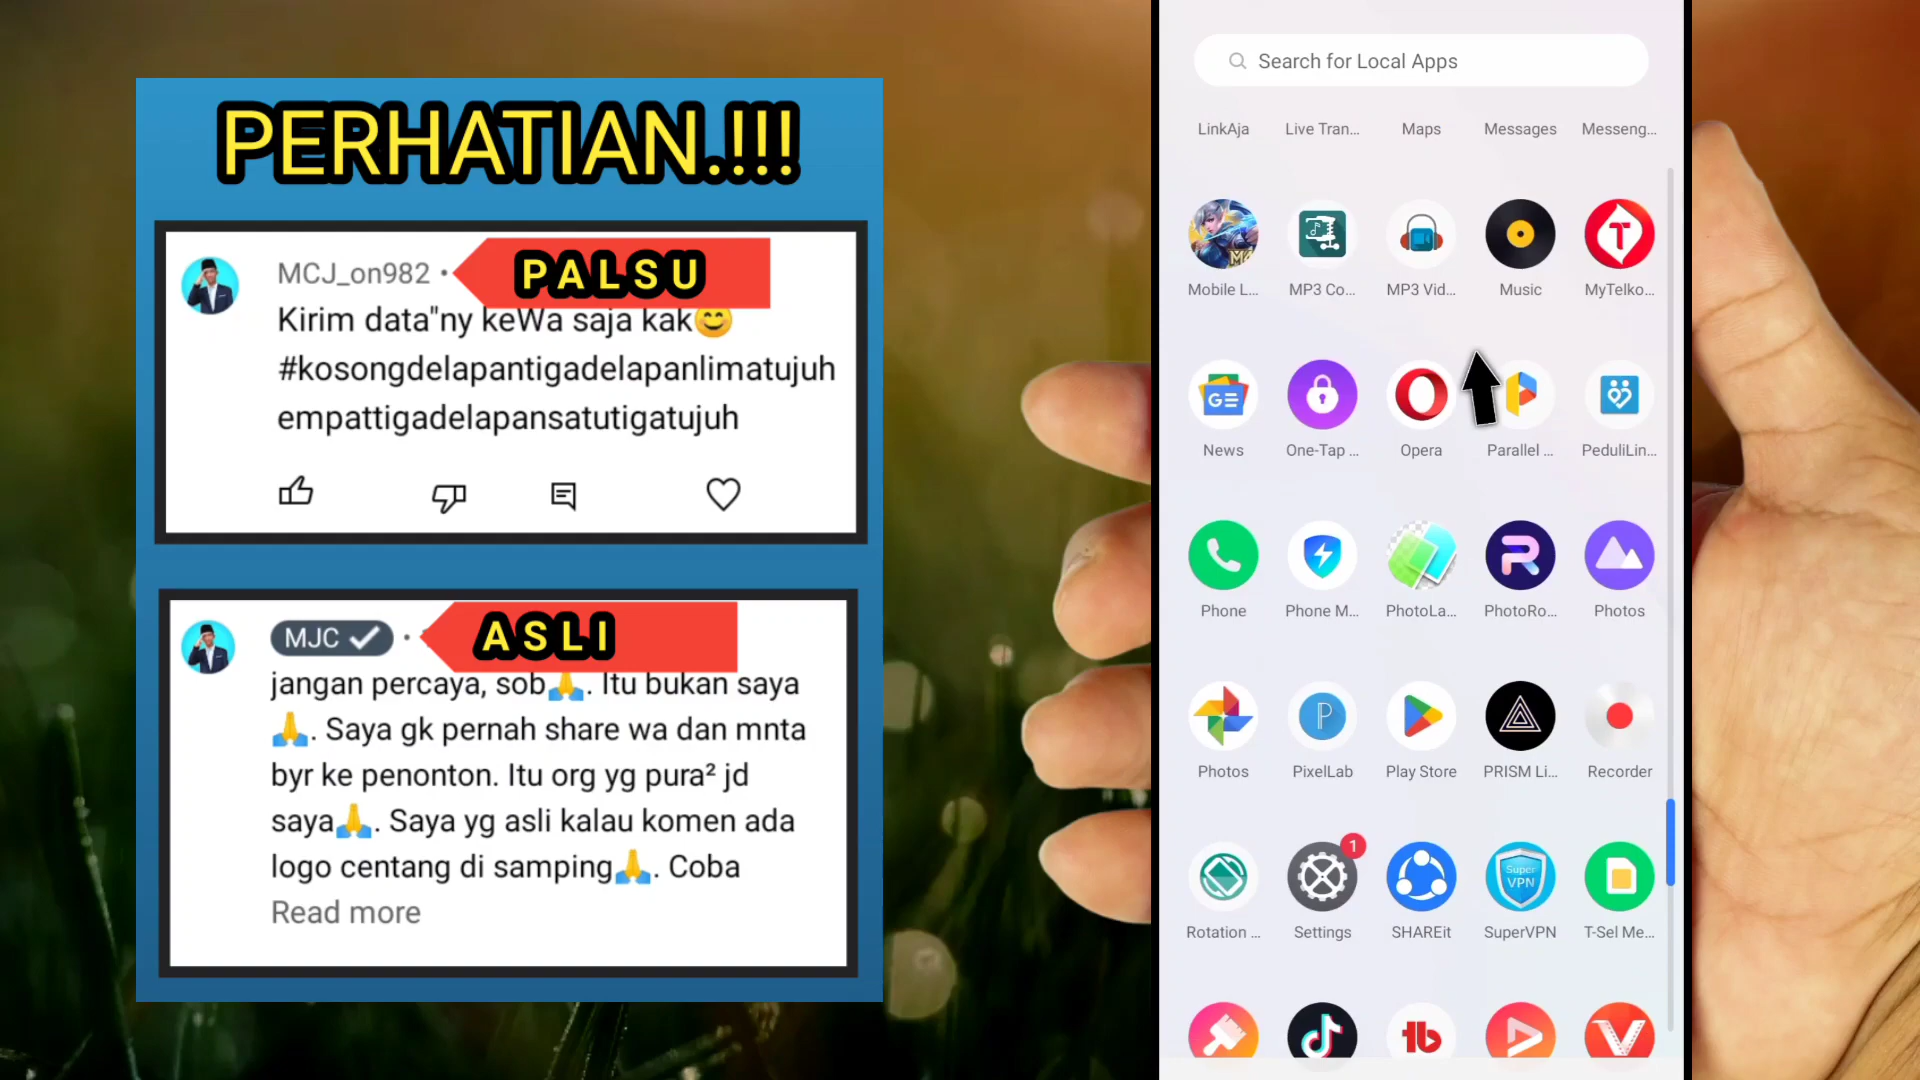 PERHATIAN.!!!
MCJ_on982 •
PALSU
Kirim data"ny keWa saja kak😊
#kosongdelapantigadelapanlimatujuh
empattigadelapansatutigatujuh
MJC ✓ •
ASLI
jangan percaya, sob🙏. Itu bukan saya
🙏. Saya gk pernah share wa dan mnta
byr ke penonton. Itu org yg pura² jd
saya🙏. Saya yg asli kalau komen ada
logo centang di samping🙏. Coba
Read more
Search for Local Apps
LinkAja Live Tran... Maps Messages Messeng...
Mobile L... MP3 Co... MP3 Vid... Music MyTelko...
News One-Tap ... Opera Parallel ... PeduliLin...
Phone Phone M... PhotoLa... PhotoRo... Photos
Photos PixelLab Play Store PRISM Li... Recorder
1
Super
VPN
Rotation ... Settings SHAREit SuperVPN T-Sel Me...